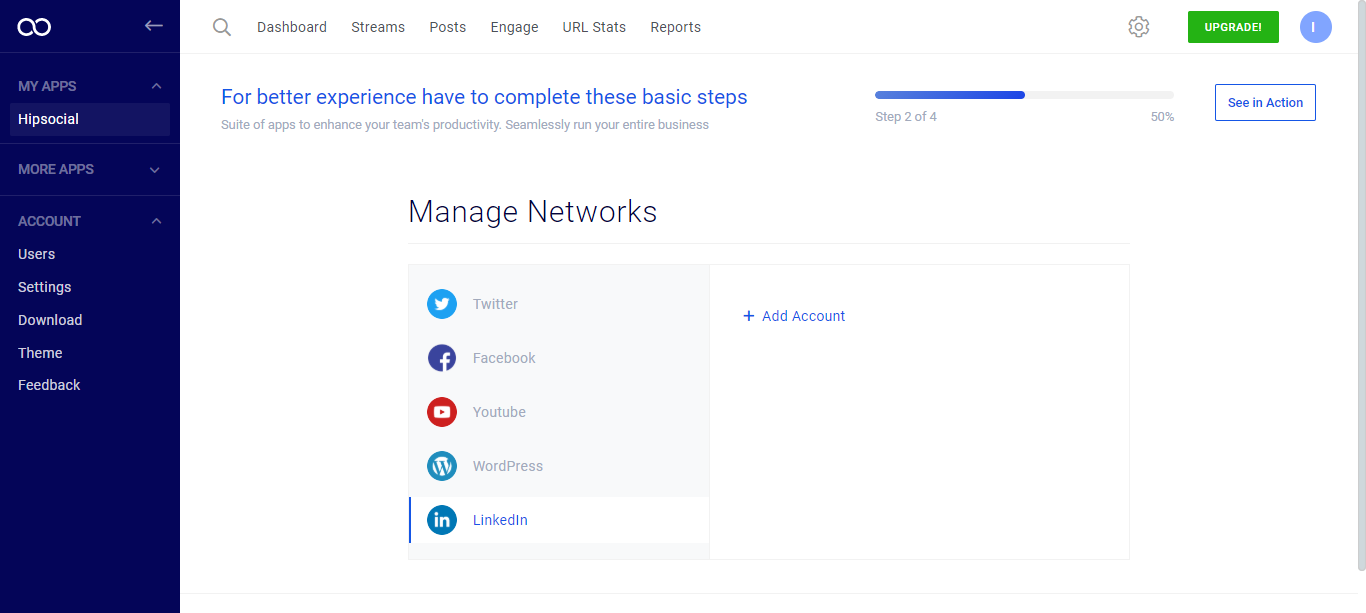 Dashboard Streams Posts Engage URL Stats Reports UPGRADE! I
MY APPS
Hipsocial
MORE APPS
ACCOUNT
Users
Settings
Download
Theme
Feedback
For better experience have to complete these basic steps
Suite of apps to enhance your team's productivity. Seamlessly run your entire business
Step 2 of 4 50%
See in Action
Manage Networks
Twitter
Facebook
Youtube
WordPress
in LinkedIn
+ Add Account